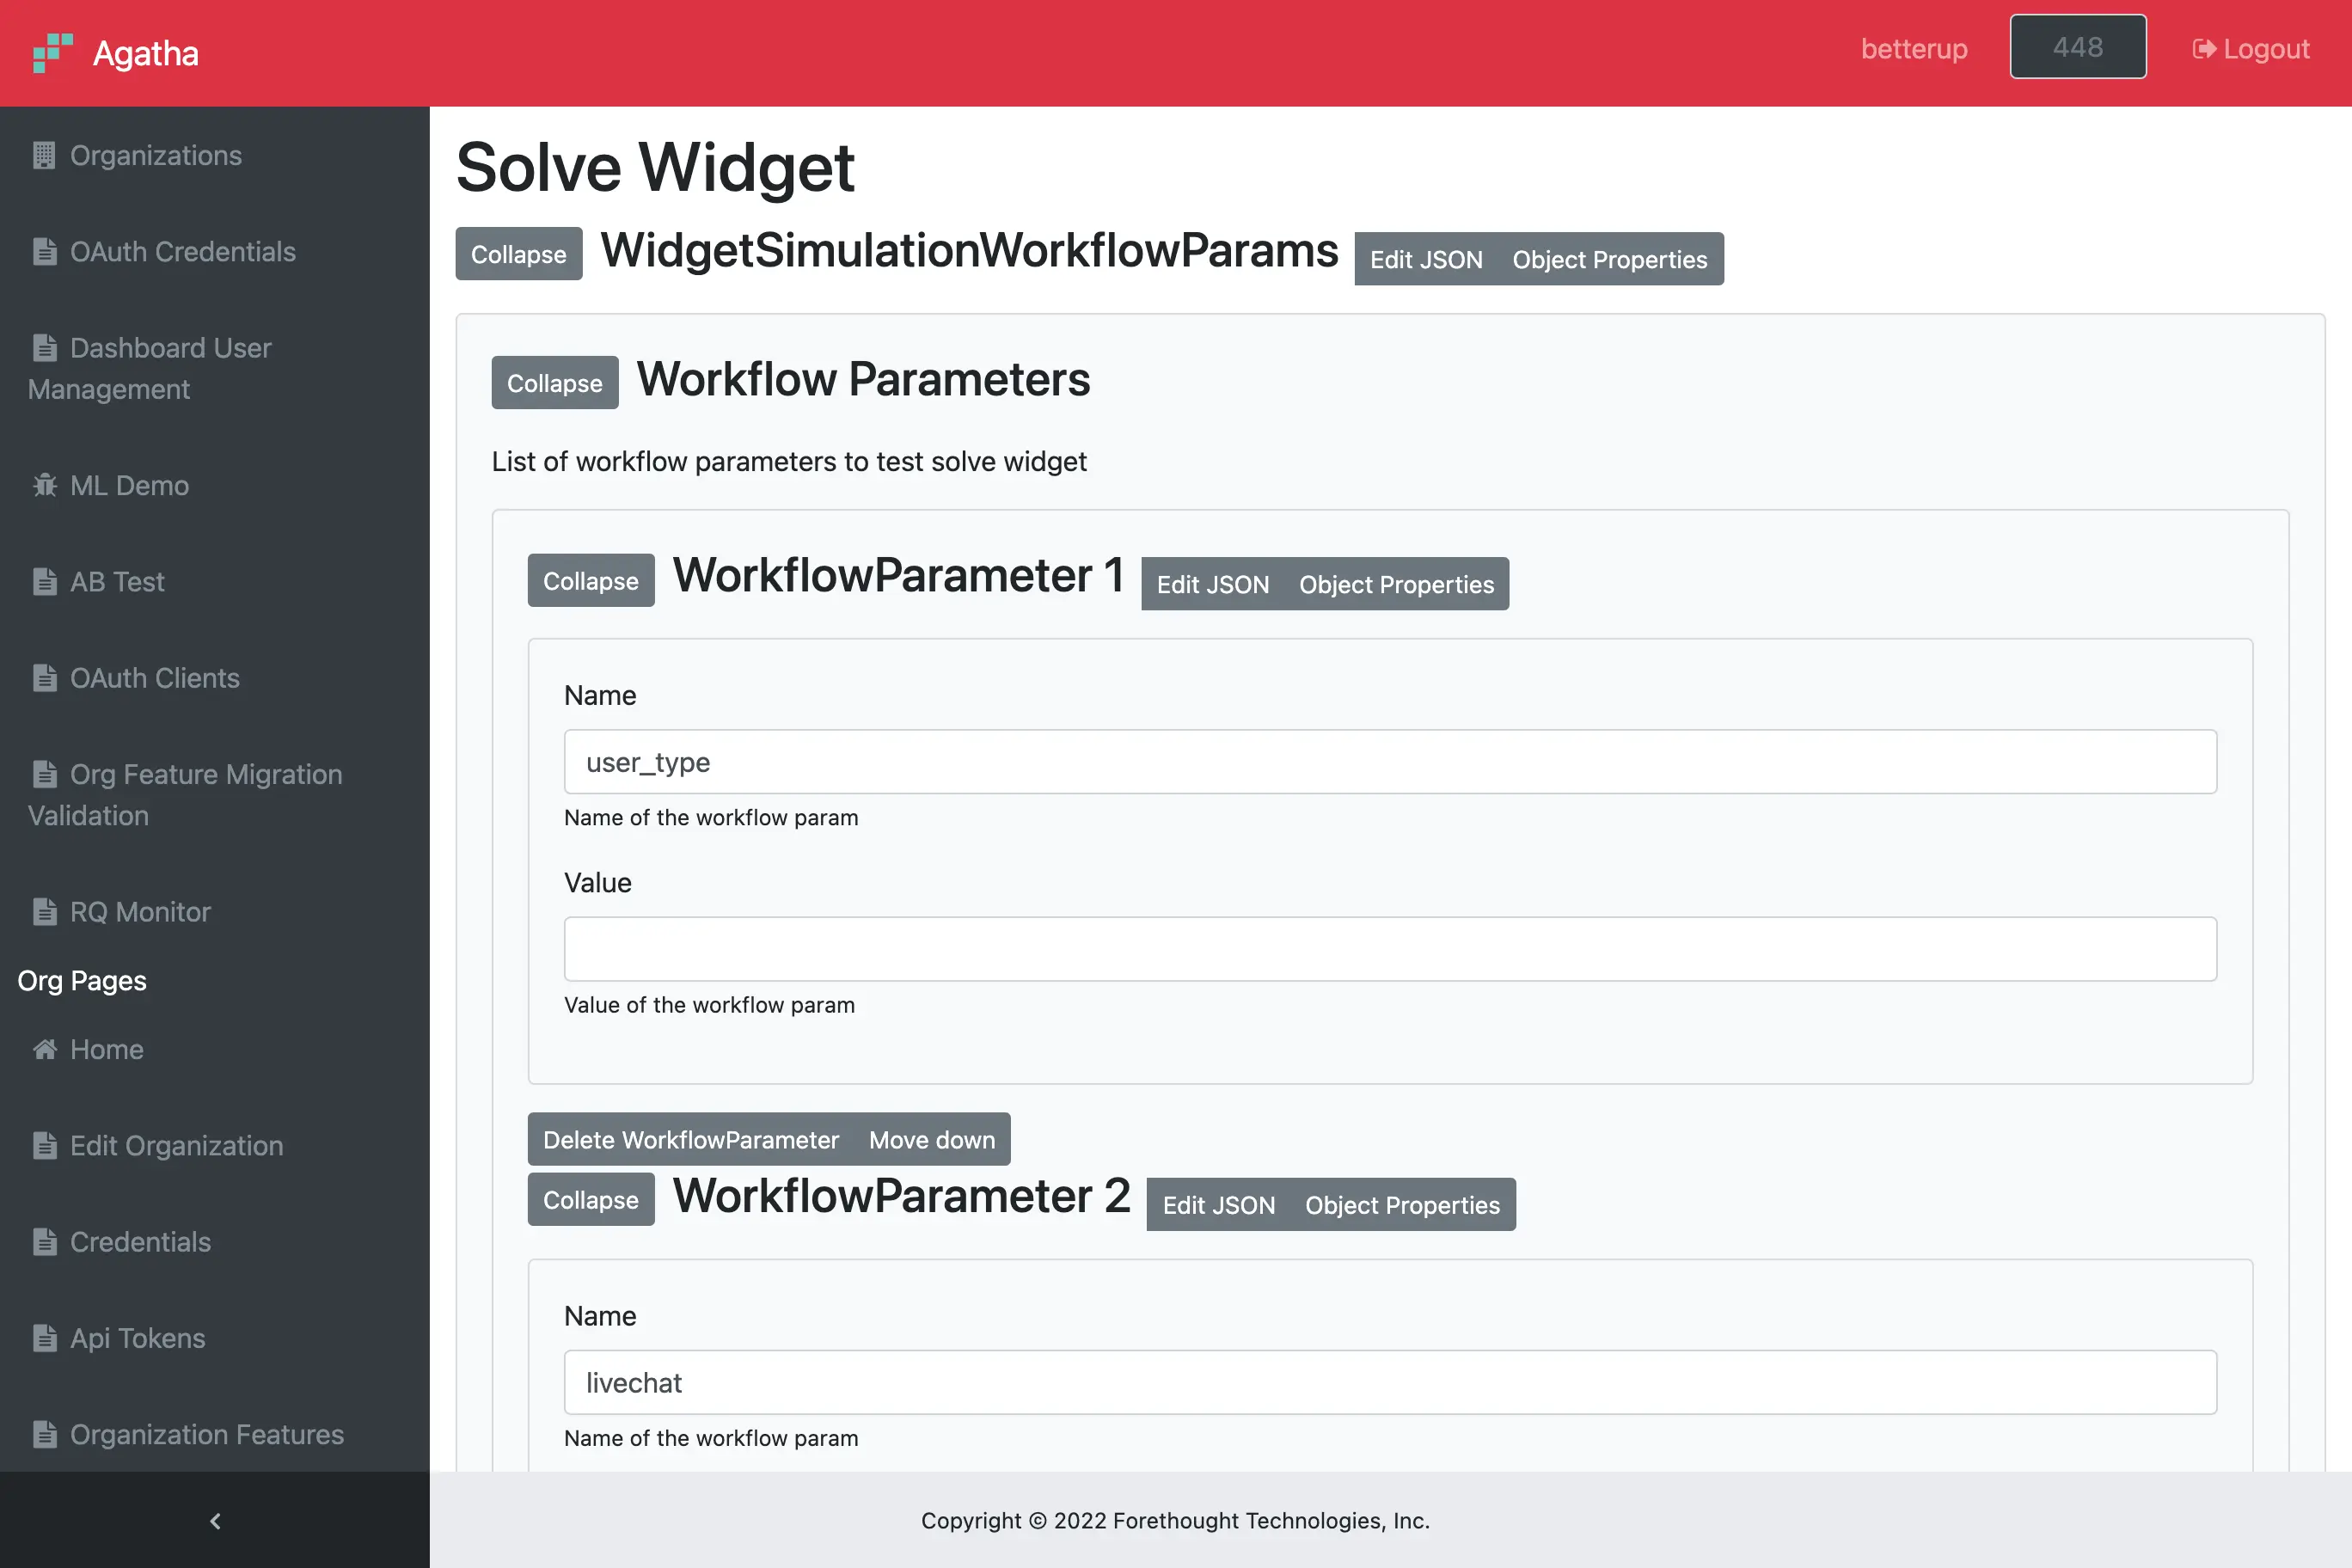 Agatha
betterup
448
Logout
Organizations
OAuth Credentials
Dashboard User
Management
ML Demo
AB Test
OAuth Clients
Org Feature Migration
Validation
RQ Monitor
Org Pages
Home
Edit Organization
Credentials
Api Tokens
Organization Features
Solve Widget
Collapse WidgetSimulationWorkflowParams Edit JSON Object Properties
Collapse Workflow Parameters
List of workflow parameters to test solve widget
Collapse WorkflowParameter 1 Edit JSON Object Properties
Name
user_type
Name of the workflow param
Value
Value of the workflow param
Delete WorkflowParameter Move down
Collapse WorkflowParameter 2 Edit JSON Object Properties
Name
livechat
Name of the workflow param
Copyright © 2022 Forethought Technologies, Inc.